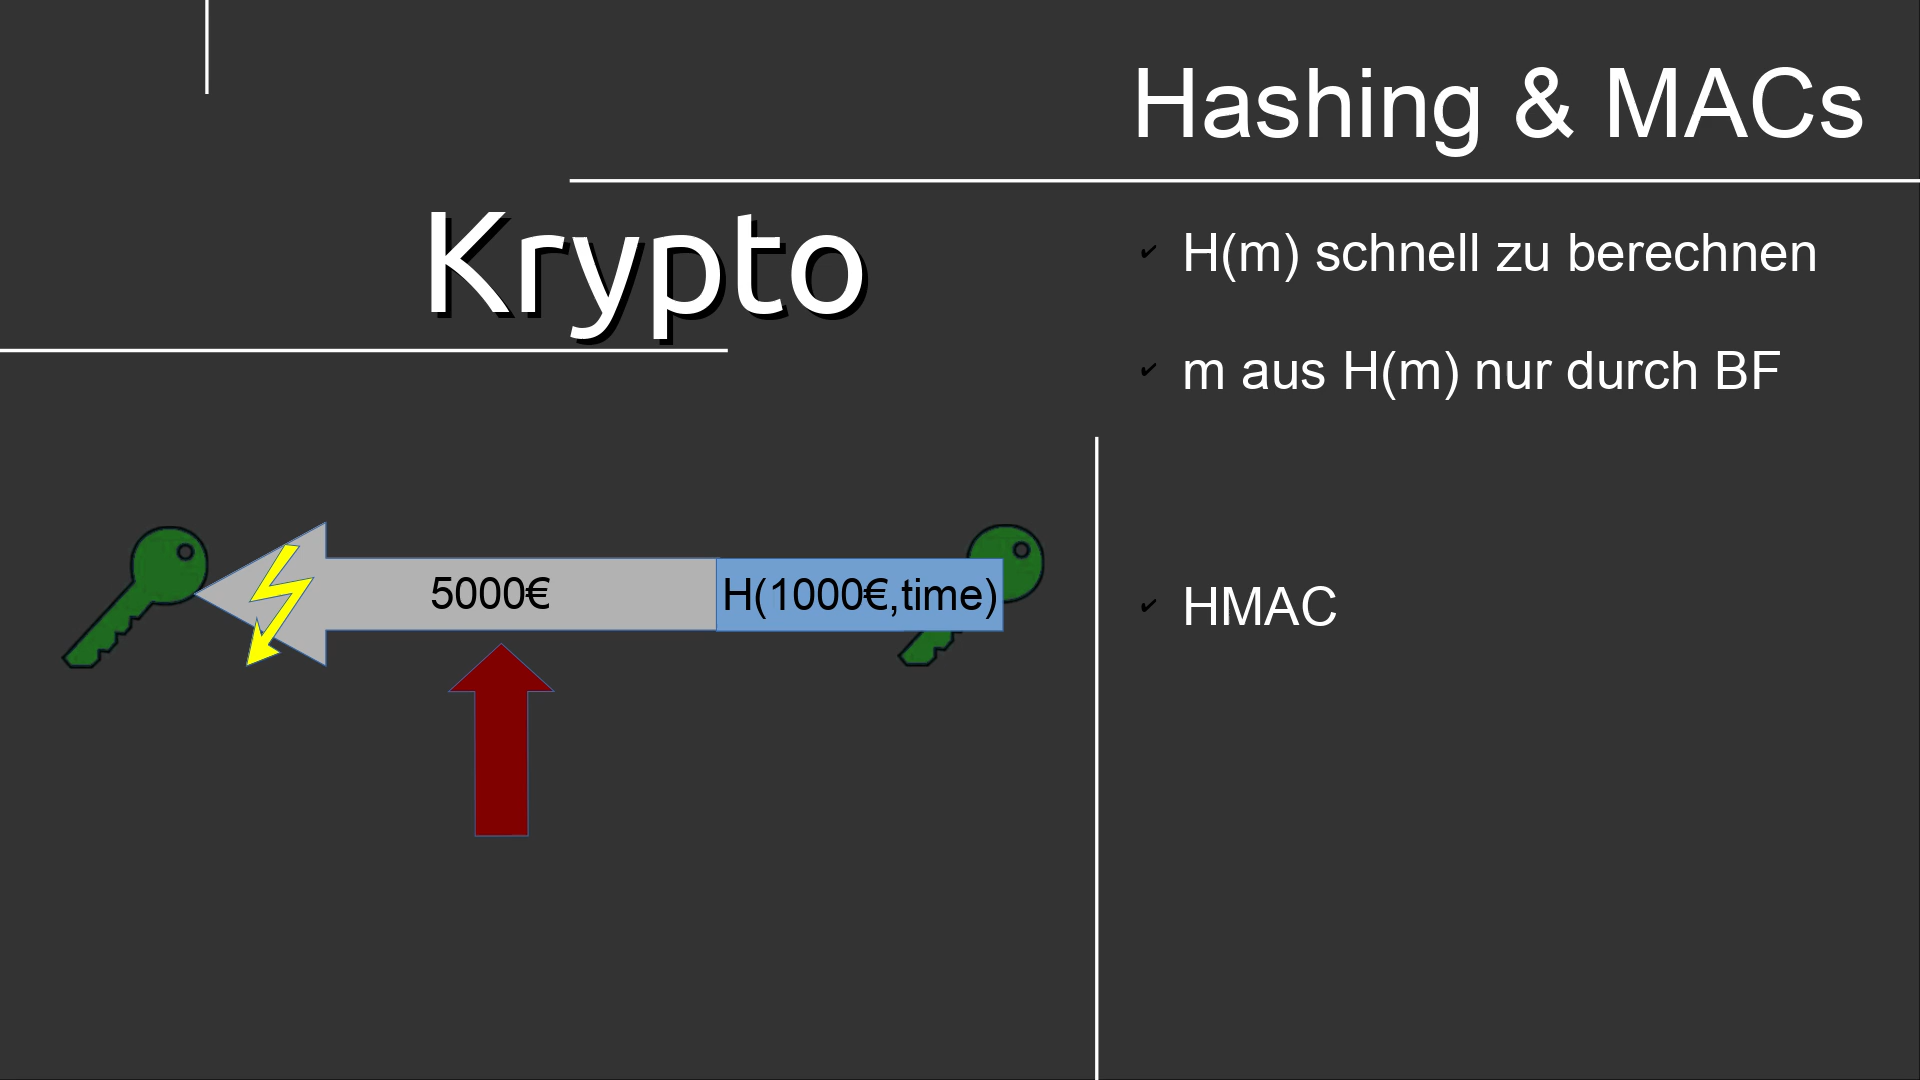 Hashing & MACs
Krypto
✔ H(m) schnell zu berechnen
✔ m aus H(m) nur durch BF
5000€
H(1000€,time)
✔ HMAC